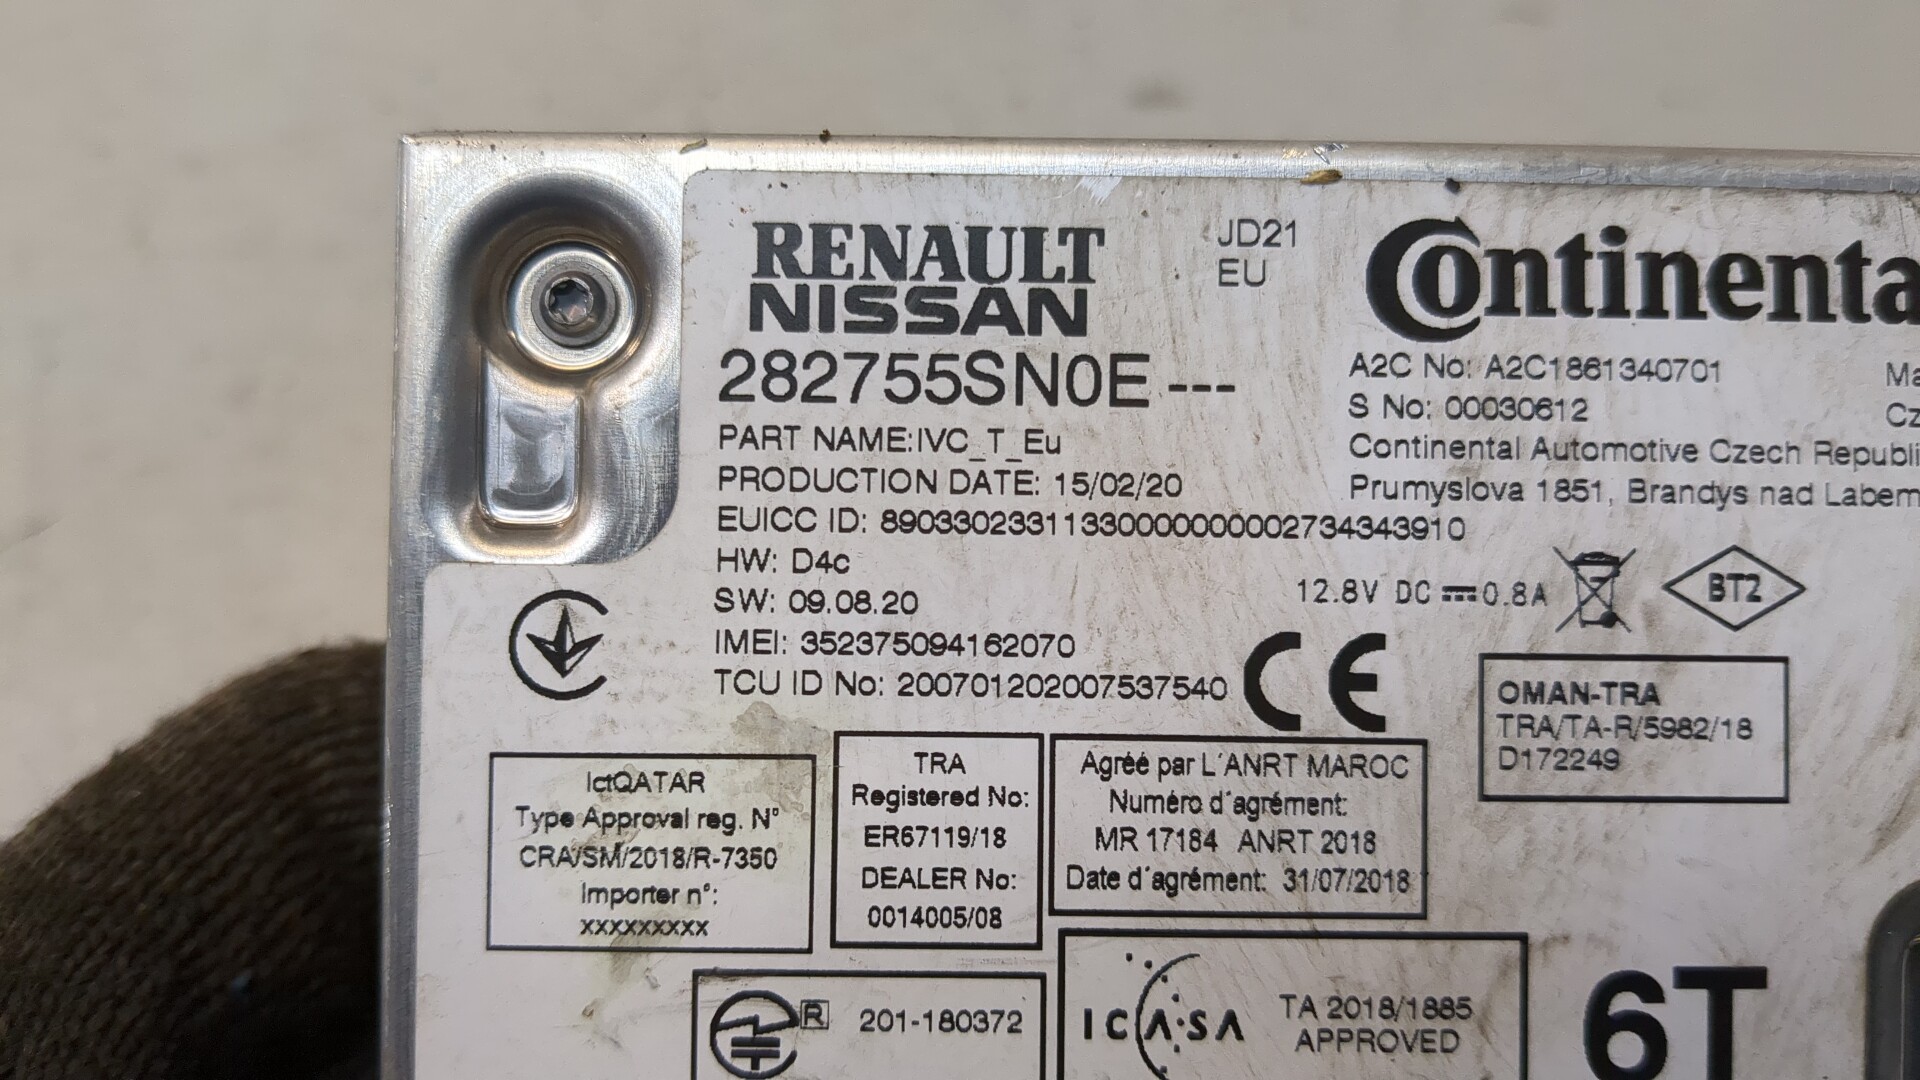 RENAULT
NISSAN
JD21
EU
282755SN0E---
PART NAME:IVC_T_Eu
PRODUCTION DATE: 15/02/20
EUICC ID: 89033023311330000000002734343910
HW: D4c
SW: 09.08.20
IMEI: 352375094162070
TCU ID No: 200701202007537540
Continenta
A2C No: A2C1861340701
S No: 00030612
Ma
Cz
Continental Automotive Czech Republi
Prumyslova 1851, Brandys nad Labem
12.8V DC 0.8A
BT2
CE
OMAN-TRA
TRA/TA-R/5982/18
D172249
IctQATAR
Type Approval reg. N°
CRA/SM/2018/R-7350
Importer n°:
xxxxxxxxx
TRA
Registered No:
ER67119/18
DEALER No:
0014005/08
Agréé par L´ANRT MAROC
Numéro d´agrément:
MR 17184 ANRT 2018
Date d´agrément: 31/07/2018
R 201-180372
ICASA
TA 2018/1885
APPROVED
6T